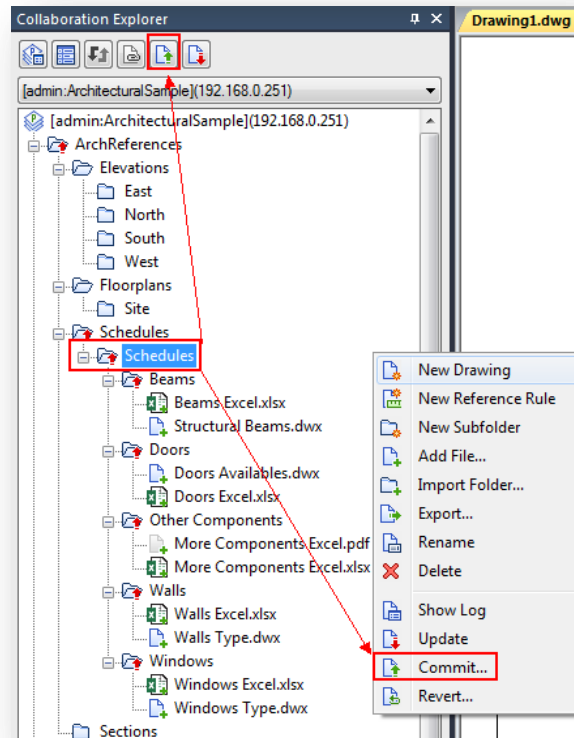 Collaboration Explorer
Drawing1.dwg
[admin:ArchitecturalSample](192.168.0.251)
[admin:ArchitecturalSample](192.168.0.251)
ArchReferences
Elevations
East
North
South
West
Floorplans
Site
Schedules
Schedules
Beams
Beams Excel.xlsx
Structural Beams.dwx
Doors
Doors Availables.dwx
Doors Excel.xlsx
Other Components
More Components Excel.pdf
More Components Excel.xlsx
Walls
Walls Excel.xlsx
Walls Type.dwx
Windows
Windows Excel.xlsx
Windows Type.dwx
Sections
New Drawing
New Reference Rule
New Subfolder
Add File...
Import Folder...
Export...
Rename
Delete
Show Log
Update
Commit...
Revert...